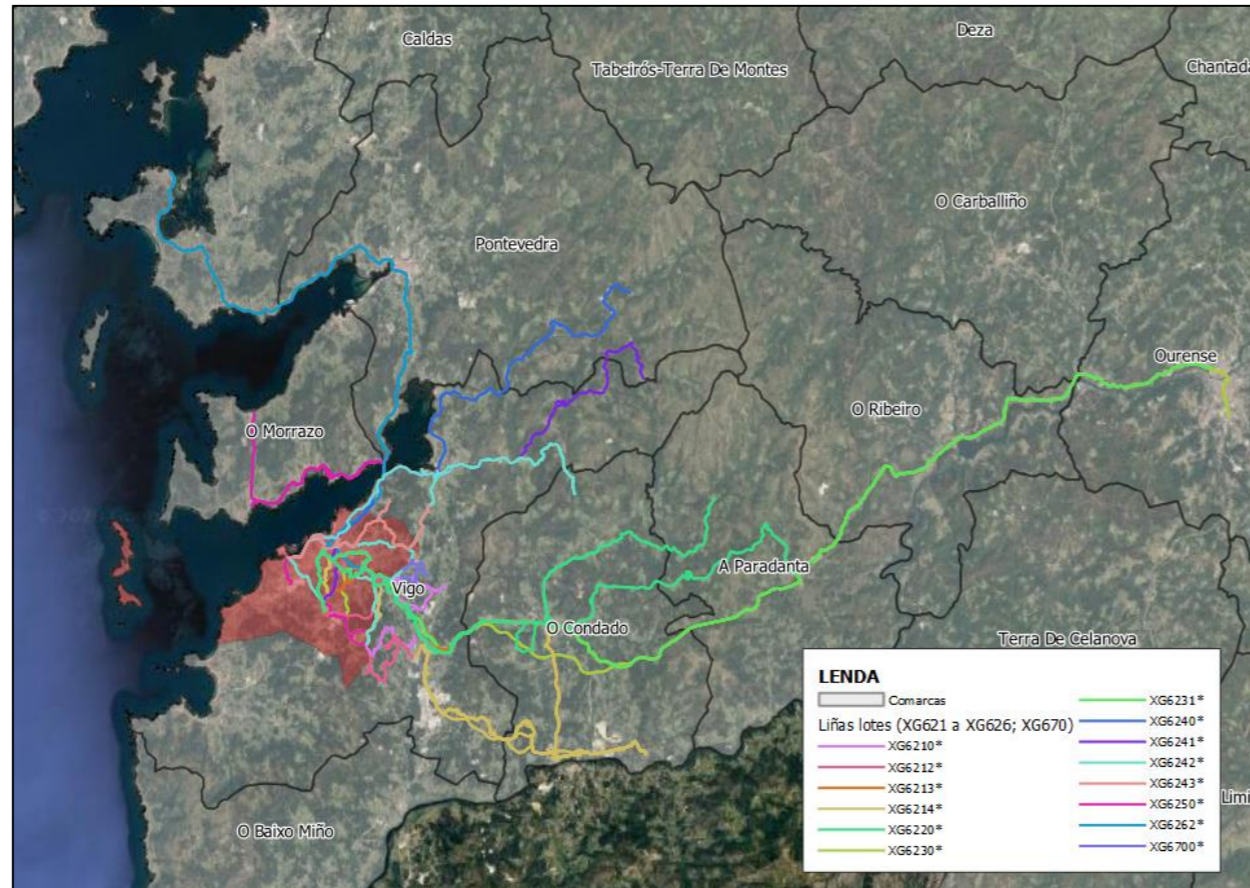 Caldas
Deza
Tabeirós-Terra De Montes
Chantada
O Carballiño
Pontevedra
Ourense
O Ribeiro
O Morrazo
A Paradanta
Vigo
O Condado
Terra De Celanova
O Baixo Miño
Limi
LENDA
Comarcas
Liñas lotes (XG621 a XG626; XG670)
XG6210*
XG6212*
XG6213*
XG6214*
XG6220*
XG6230*
XG6231*
XG6240*
XG6241*
XG6242*
XG6243*
XG6250*
XG6262*
XG6700*